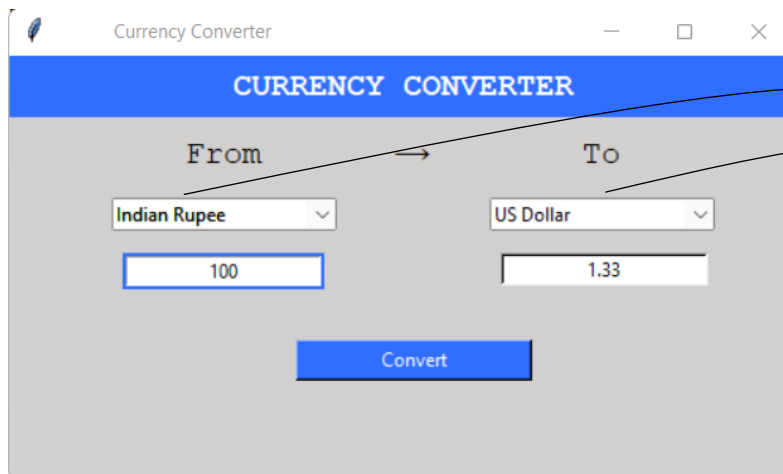 Currency Converter
CURRENCY CONVERTER
From → To
Indian Rupee US Dollar
100 1.33
Convert